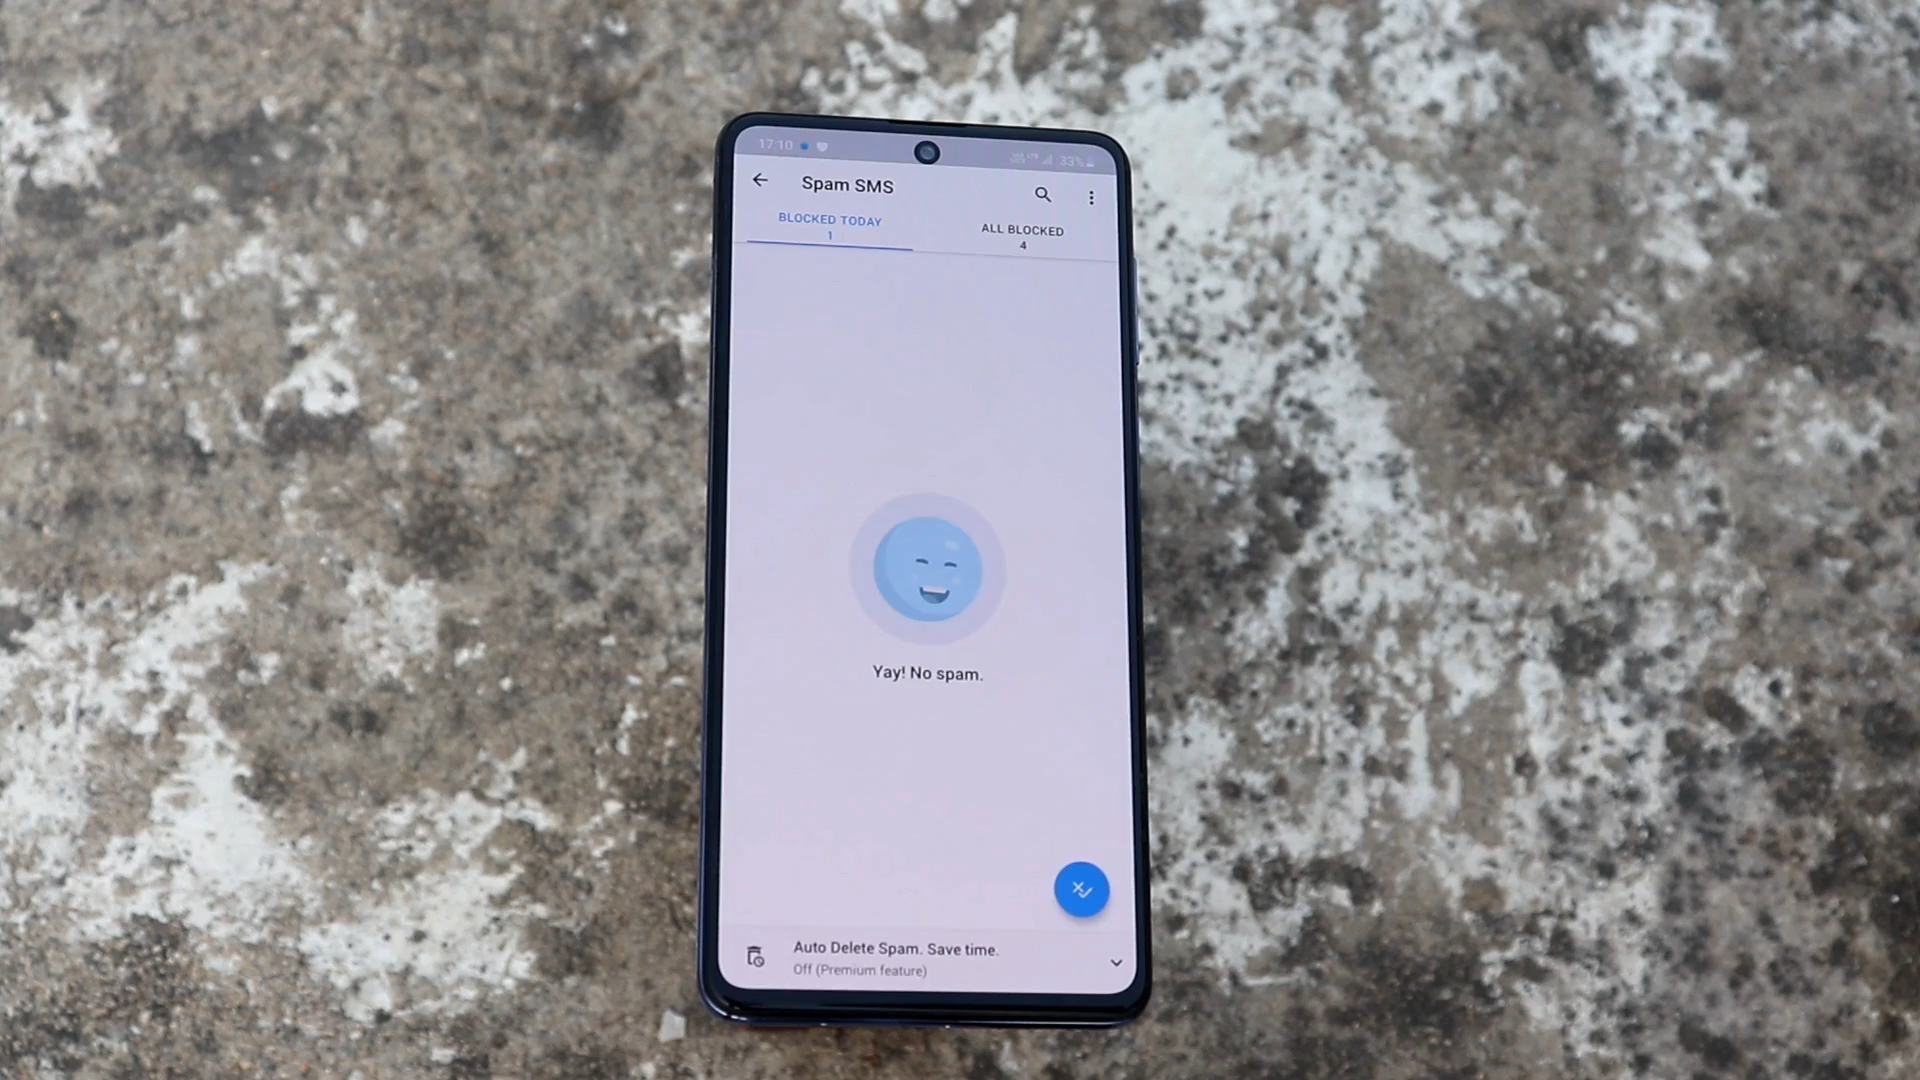 17:10
33%
Spam SMS
BLOCKED TODAY
1
ALL BLOCKED
4
Yay! No spam.
Auto Delete Spam. Save time.
Off (Premium feature)